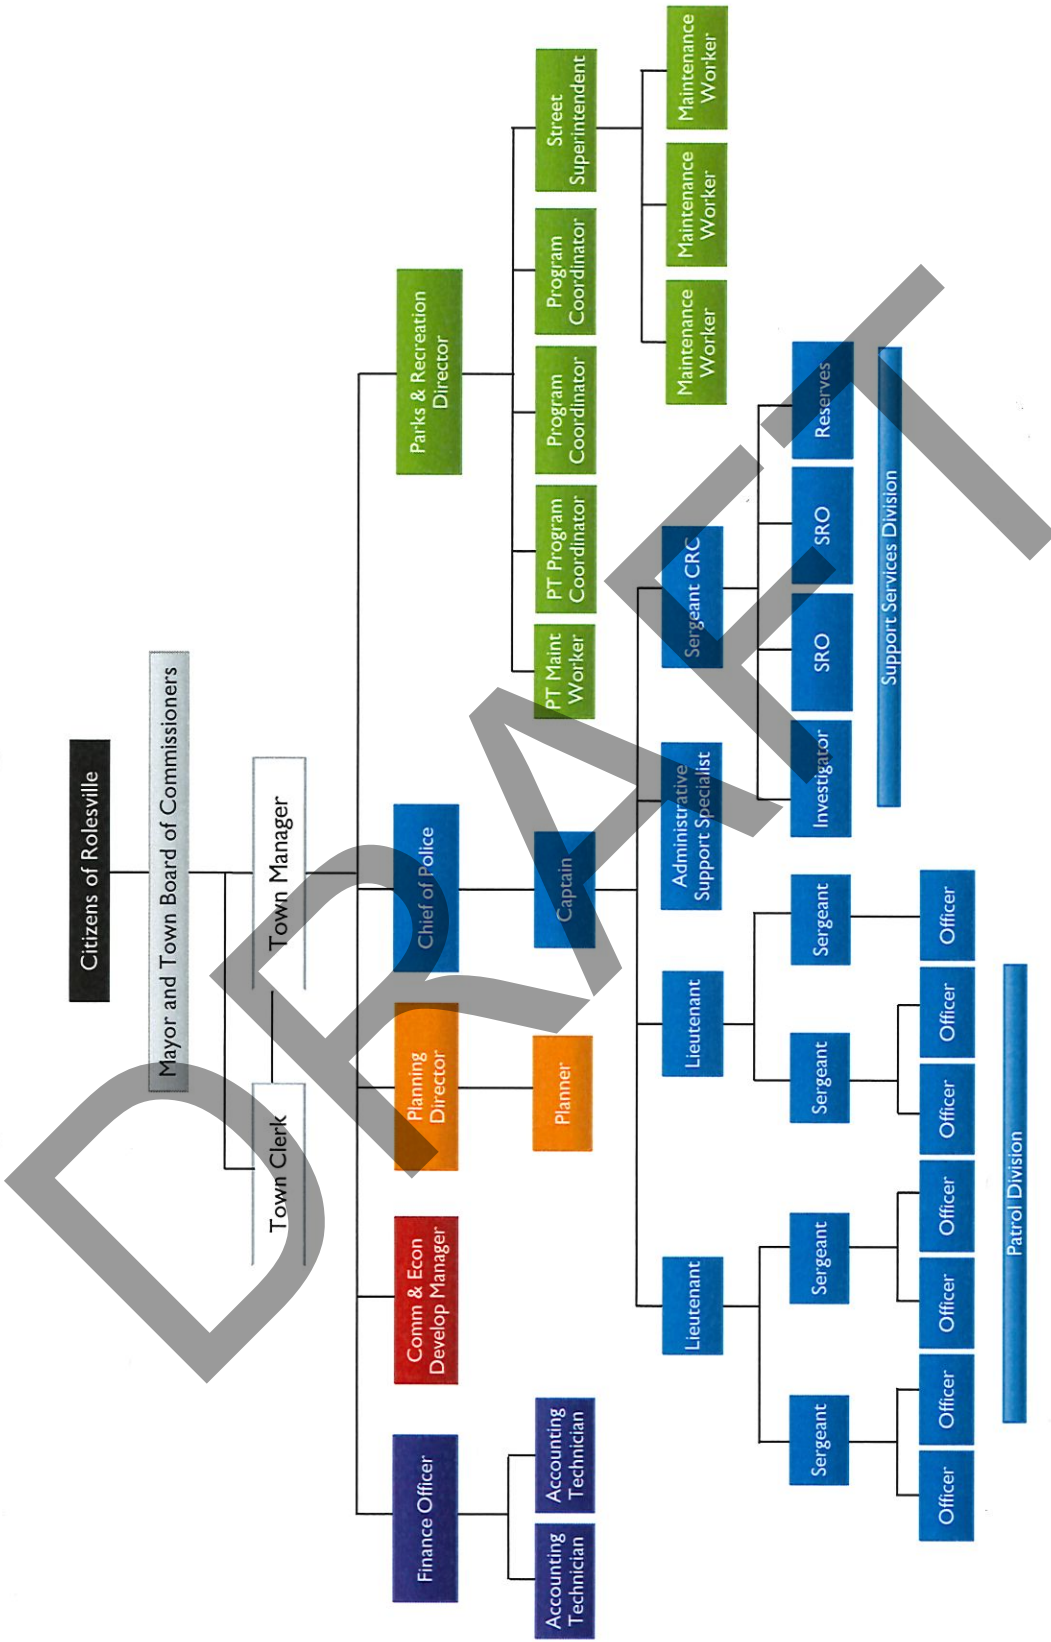 Citizens of Rolesville
Mayor and Town Board of Commissioners
Town Clerk
Town Manager
Finance Officer
Comm & Econ
Develop Manager
Planning
Director
Chief of Police
Parks & Recreation
Director
Accounting
Technician
Accounting
Technician
Planner
Captain
PT Maint
Worker
PT Program
Coordinator
Program
Coordinator
Program
Coordinator
Street
Superintendent
Lieutenant
Lieutenant
Administrative
Support Specialist
Sergeant CRC
Maintenance
Worker
Maintenance
Worker
Maintenance
Worker
Sergeant
Sergeant
Sergeant
Sergeant
Investigator
SRO
SRO
Reserves
Officer
Officer
Officer
Officer
Officer
Officer
Officer
Support Services Division
Patrol Division
DRAFT